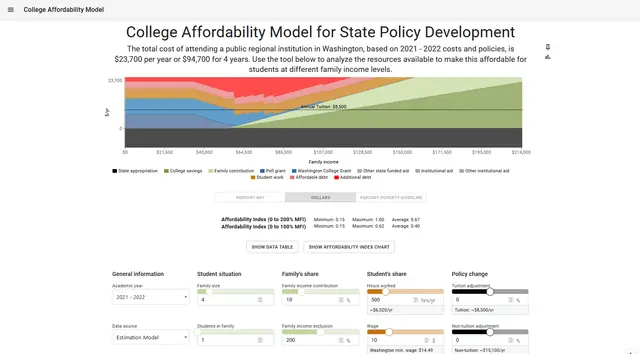 College Affordability Model
College Affordability Model for State Policy Development
The total cost of attending a public regional institution in Washington, based on 2021 - 2022 costs and policies, is
$23,700 per year or $94,700 for 4 years. Use the tool below to analyze the resources available to make this affordable for
students at different family income levels.
23,700
Annual Tuition: $8,500
$/yr
0
$0 $21,500 $43,000 $64,500 $85,500 $107,000 $128,500 $150,000 $171,500 $193,000 $214,000
Family income
State appropriation College savings Family contribution Pell grant Washington College Grant Other state funded aid Institutional aid Other institutional aid
Student work Affordable debt Additional debt
PERCENT MFI DOLLARS PERCENT POVERTY GUIDELINE
Affordability Index (0 to 200% MFI) Minimum: 0.15 Maximum: 1.00 Average: 0.67
Affordability Index (0 to 100% MFI) Minimum: 0.15 Maximum: 0.62 Average: 0.40
SHOW DATA TABLE SHOW AFFORDABILITY INDEX CHART
General information Student situation Family's share Student's share Policy change
Academic year Family size Family income contribution Hours worked Tuition adjustment
2021 – 2022 4 10 % 500 hrs/yr 0 %
~$6,520/yr Tuition: ~$8,500/yr
Data source Students in family Family income exclusion Wage Non-tuition adjustment
Estimation Model 1 200 % 10 $ 0 %
Washington min. wage: $14.49 Non-tuition: ~$15,100/yr